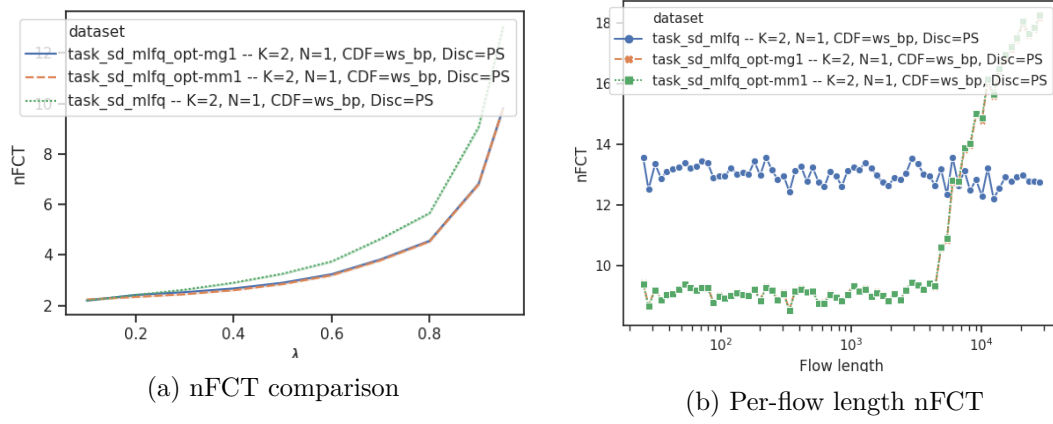 dataset
task_sd_mlfq_opt-mg1 -- K=2, N=1, CDF=ws_bp, Disc=PS
task_sd_mlfq_opt-mm1 -- K=2, N=1, CDF=ws_bp, Disc=PS
task_sd_mlfq -- K=2, N=1, CDF=ws_bp, Disc=PS
nFCT
12
10
8
6
4
2
0.2
0.4
0.6
0.8
λ
(a) nFCT comparison
dataset
task_sd_mlfq -- K=2, N=1, CDF=ws_bp, Disc=PS
task_sd_mlfq_opt-mg1 -- K=2, N=1, CDF=ws_bp, Disc=PS
task_sd_mlfq_opt-mm1 -- K=2, N=1, CDF=ws_bp, Disc=PS
nFCT
18
16
14
12
10
10²
10³
10⁴
Flow length
(b) Per-flow length nFCT